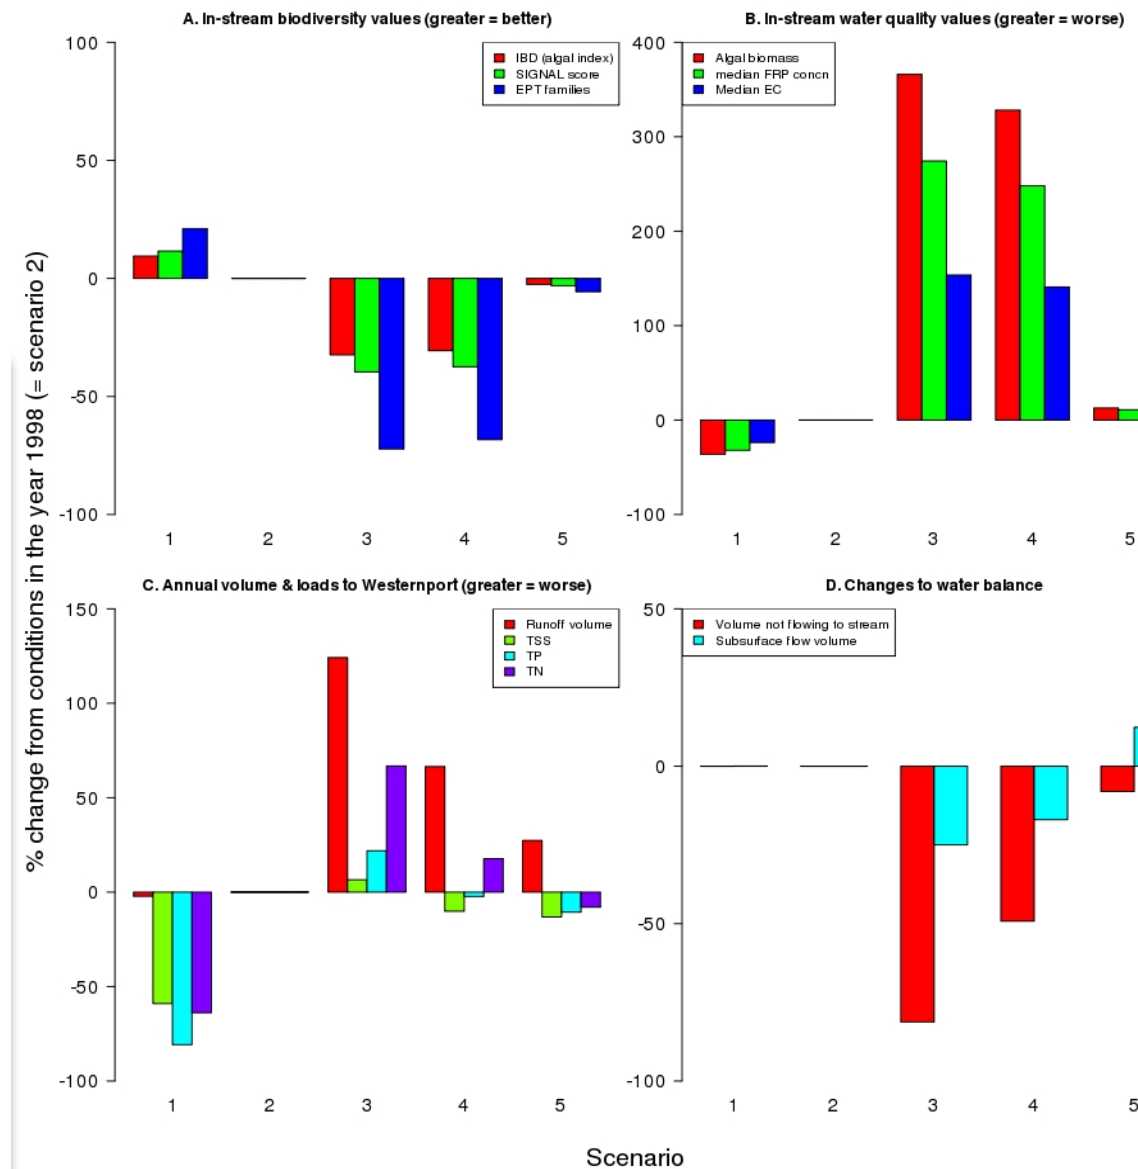 A. In-stream biodiversity values (greater = better)
100
50
0
-50
-100
IBD (algal index)
SIGNAL score
EPT families
1 2 3 4 5
B. In-stream water quality values (greater = worse)
400
300
200
100
0
-100
Algal biomass
median FRP concn
Median EC
1 2 3 4 5
% change from conditions in the year 1998 (= scenario 2)
C. Annual volume & loads to Westernport (greater = worse)
150
100
50
0
-50
-100
Runoff volume
TSS
TP
TN
1 2 3 4 5
D. Changes to water balance
50
0
-50
-100
Volume not flowing to stream
Subsurface flow volume
1 2 3 4 5
Scenario